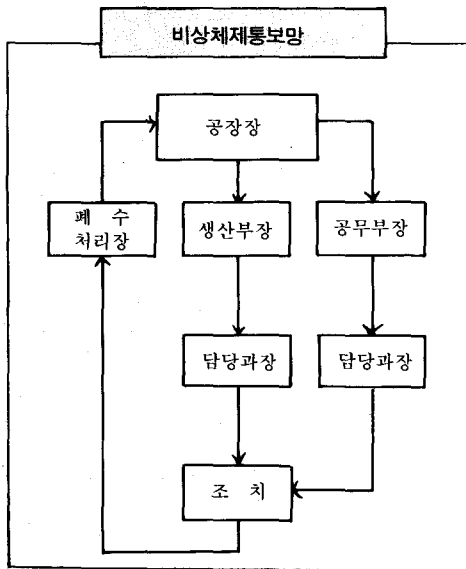 비상체제통보망
공장장
폐 수
처리장
생산부장
공무부장
담당과장
담당과장
조 치